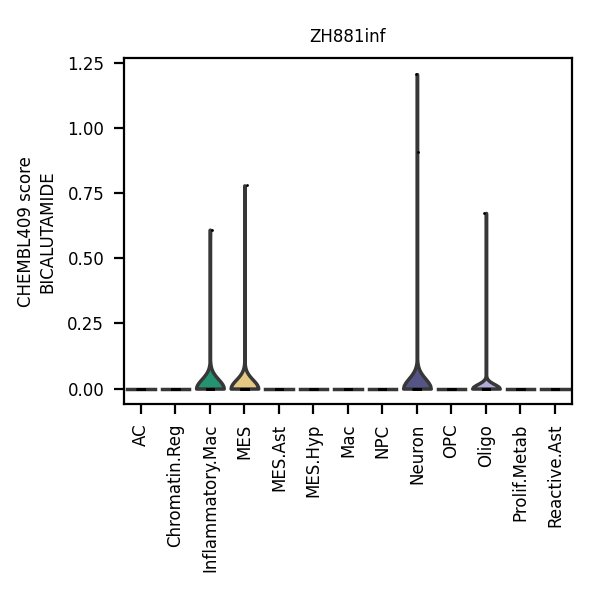 ZH881inf
CHEMBL409 score
BICALUTAMIDE
1.25
1.00
0.75
0.50
0.25
0.00
AC
Chromatin.Reg
Inflammatory.Mac
MES
MES.Ast
MES.Hyp
Mac
NPC
Neuron
OPC
Oligo
Prolif.Metab
Reactive.Ast